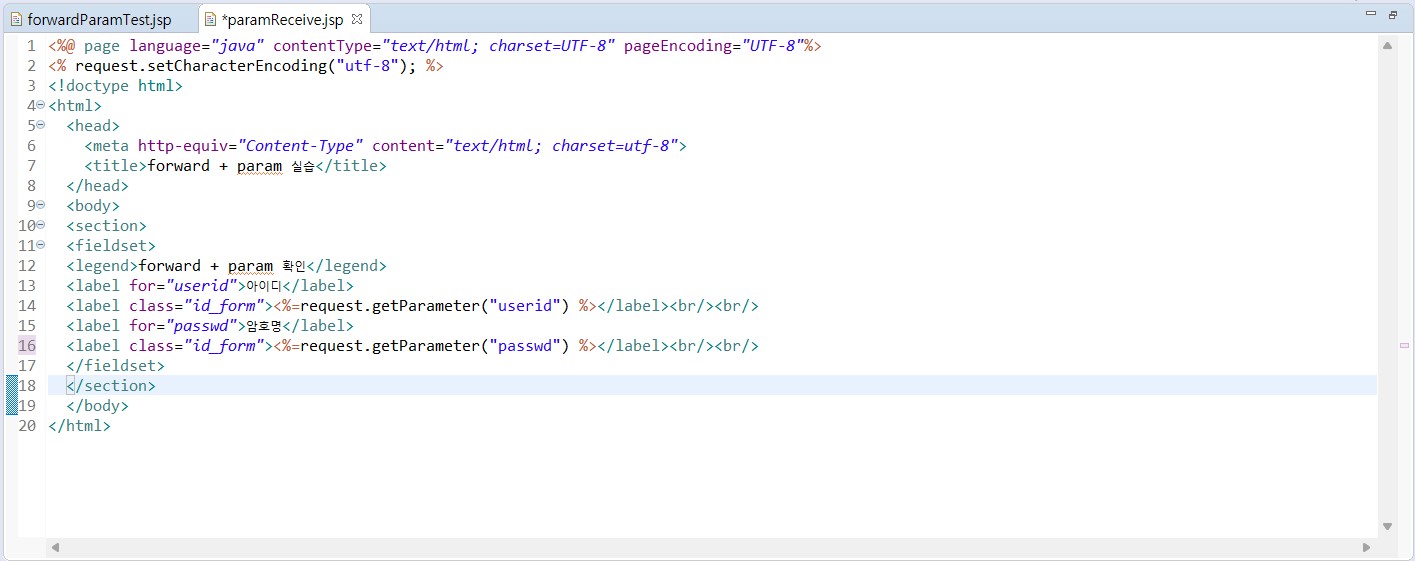 forwardParamTest.jsp
*paramReceive.jsp
1 <%@ page language="java" contentType="text/html; charset=UTF-8" pageEncoding="UTF-8"%>
2 <% request.setCharacterEncoding("utf-8"); %>
3 <!doctype html>
4 <html>
5 <head>
6 <meta http-equiv="Content-Type" content="text/html; charset=utf-8">
7 <title>forward + param 실습</title>
8 </head>
9 <body>
10 <section>
11 <fieldset>
12 <legend>forward + param 확인</legend>
13 <label for="userid">아이디</label>
14 <label class="id_form"><%=request.getParameter("userid") %></label><br/><br/>
15 <label for="passwd">암호명</label>
16 <label class="id_form"><%=request.getParameter("passwd") %></label><br/><br/>
17 </fieldset>
18 </section>
19 </body>
20 </html>